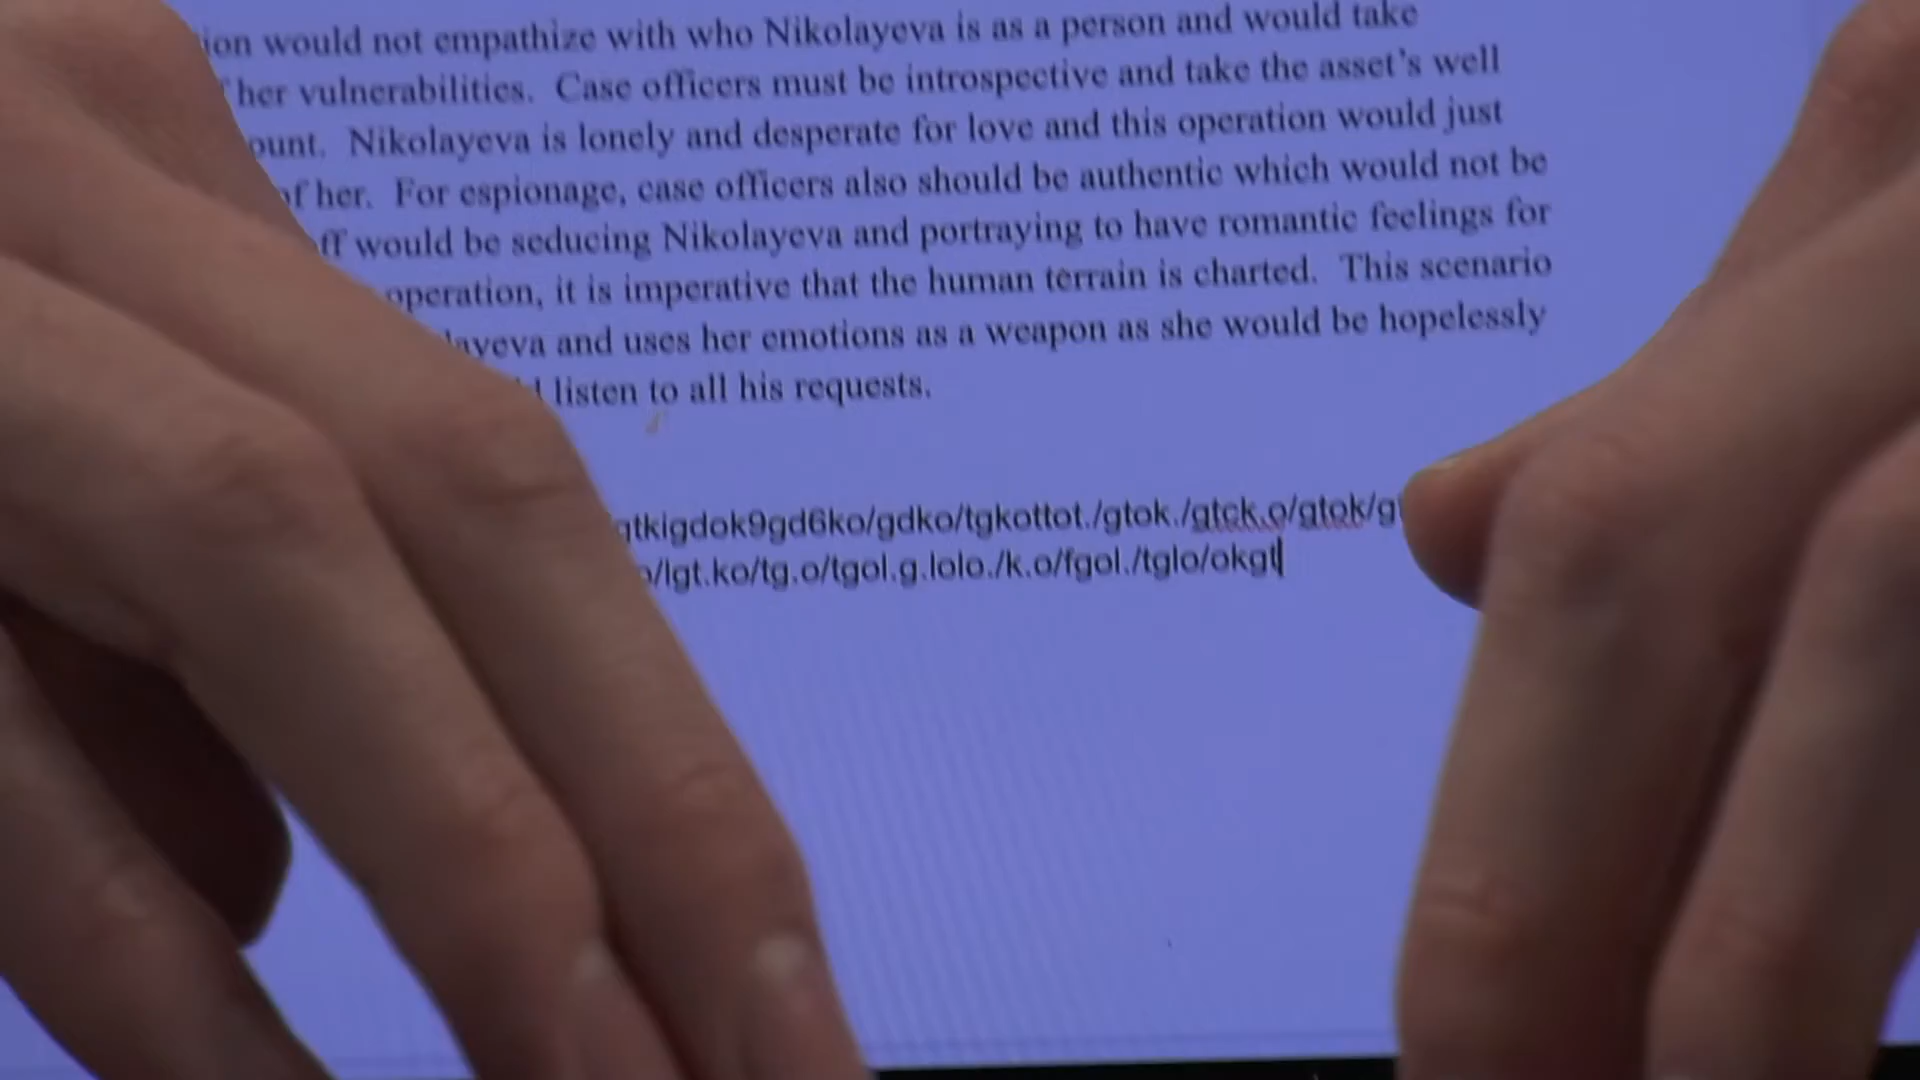 would not empathize with who Nikolayeva is as a person and would take
her vulnerabilities. Case officers must be introspective and take the asset's well
Nikolayeva is lonely and desperate for love and this operation would just
of her. For espionage, case officers also should be authentic which would not be
would be seducing Nikolayeva and portraying to have romantic feelings for
operation, it is imperative that the human terrain is charted. This scenario
and uses her emotions as a weapon as she would be hopelessly
listen to all his requests.
gtkigdok9gd6ko/gdko/tgkottot./gtok./gtck.o/gtok/g
o/lgt.ko/tg.o/tgol.g.lolo./k.o/fgol./tglo/okgt